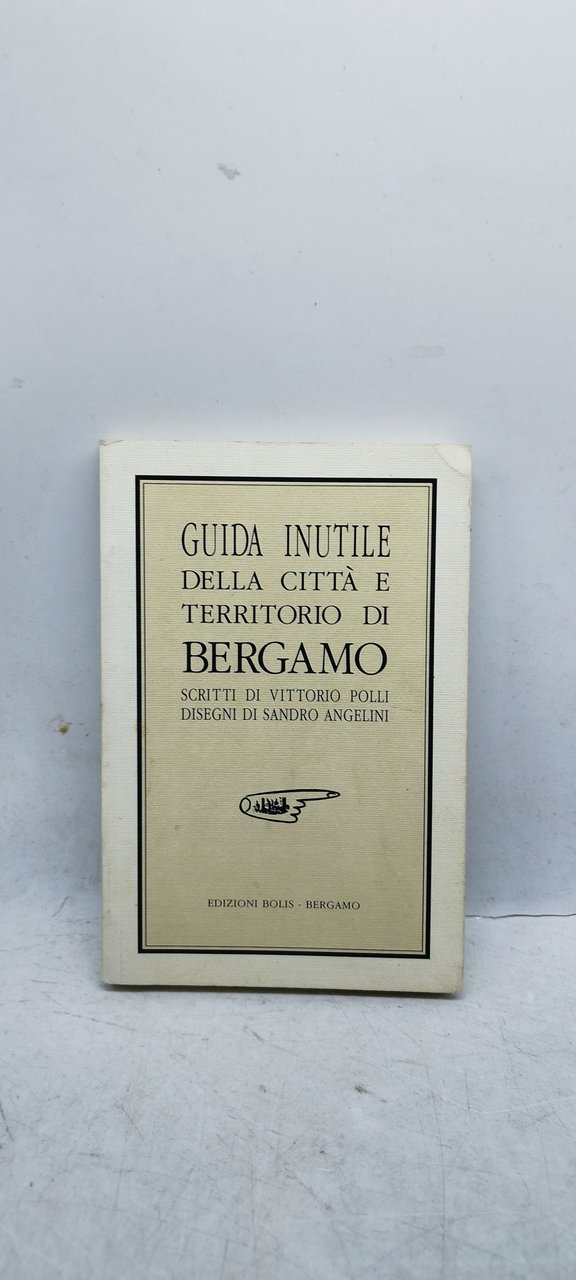 GUIDA INUTILE
DELLA CITTÀ E
TERRITORIO DI
BERGAMO
SCRITTI DI VITTORIO POLLI
DISEGNI DI SANDRO ANGELINI
EDIZIONI BOLIS - BERGAMO